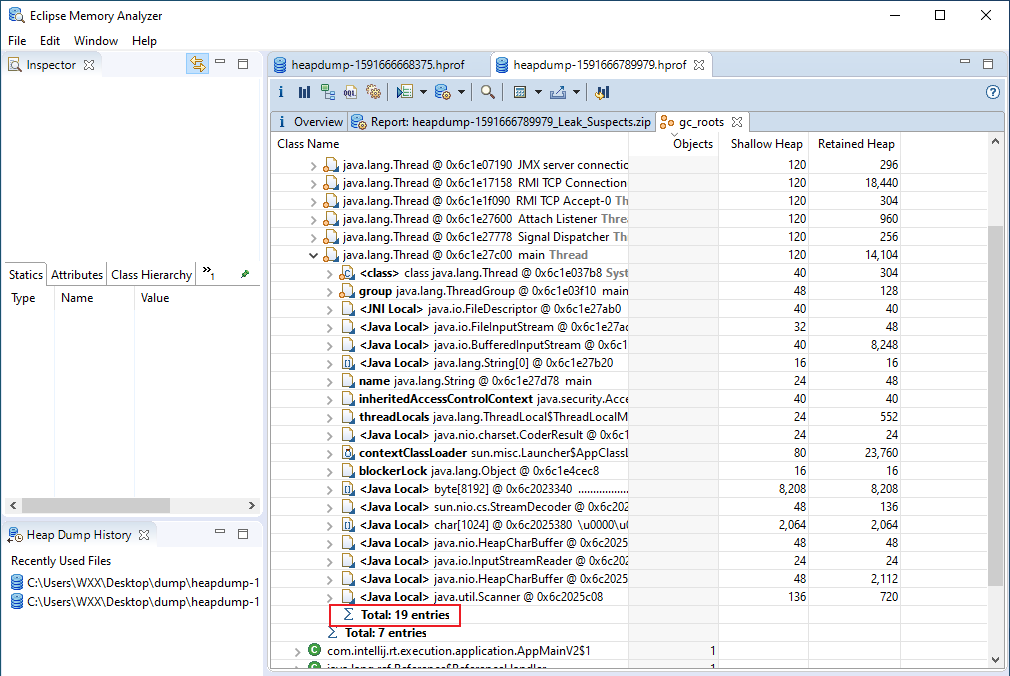 Eclipse Memory Analyzer
File Edit Window Help
Inspector
heapdump-1591666668375.hprof heapdump-1591666789979.hprof
Overview Report: heapdump-1591666789979_Leak_Suspects.zip gc_roots
Class Name Objects Shallow Heap Retained Heap
java.lang.Thread @ 0x6c1e07190 JMX server connectic 120 296
java.lang.Thread @ 0x6c1e17158 RMI TCP Connection 120 18,440
java.lang.Thread @ 0x6c1e1f090 RMI TCP Accept-0 Th 120 304
java.lang.Thread @ 0x6c1e27600 Attach Listener Threa 120 960
java.lang.Thread @ 0x6c1e27778 Signal Dispatcher Th 120 256
java.lang.Thread @ 0x6c1e27c00 main Thread 120 14,104
<class> class java.lang.Thread @ 0x6c1e037b8 Syst 40 304
group java.lang.ThreadGroup @ 0x6c1e03f10 main 48 128
<JNI Local> java.io.FileDescriptor @ 0x6c1e27ab0 40 40
<Java Local> java.io.FileInputStream @ 0x6c1e27ac 32 48
<Java Local> java.io.BufferedInputStream @ 0x6c1 40 8,248
<Java Local> java.lang.String[0] @ 0x6c1e27b20 16 16
name java.lang.String @ 0x6c1e27d78 main 24 48
inheritedAccessControlContext java.security.Acce 40 40
threadLocals java.lang.ThreadLocal$ThreadLocalM 24 552
<Java Local> java.nio.charset.CoderResult @ 0x6c1 24 24
contextClassLoader sun.misc.Launcher$AppClassL 80 23,760
blockerLock java.lang.Object @ 0x6c1e4cec8 16 16
<Java Local> byte[8192] @ 0x6c2023340 ................. 8,208 8,208
<Java Local> sun.nio.cs.StreamDecoder @ 0x6c202 48 136
<Java Local> char[1024] @ 0x6c2025380 \u0000\u0 2,064 2,064
<Java Local> java.nio.HeapCharBuffer @ 0x6c2025 48 48
<Java Local> java.io.InputStreamReader @ 0x6c202 24 24
<Java Local> java.nio.HeapCharBuffer @ 0x6c2025 48 2,112
<Java Local> java.util.Scanner @ 0x6c2025c08 136 720
Total: 19 entries
Total: 7 entries
com.intellij.rt.execution.application.AppMainV2$1 1
java.lang.ref.Reference$ReferenceHandler 1
Statics Attributes Class Hierarchy »1
Type Name Value
Heap Dump History
Recently Used Files
C:\Users\WXX\Desktop\dump\heapdump-1
C:\Users\WXX\Desktop\dump\heapdump-1